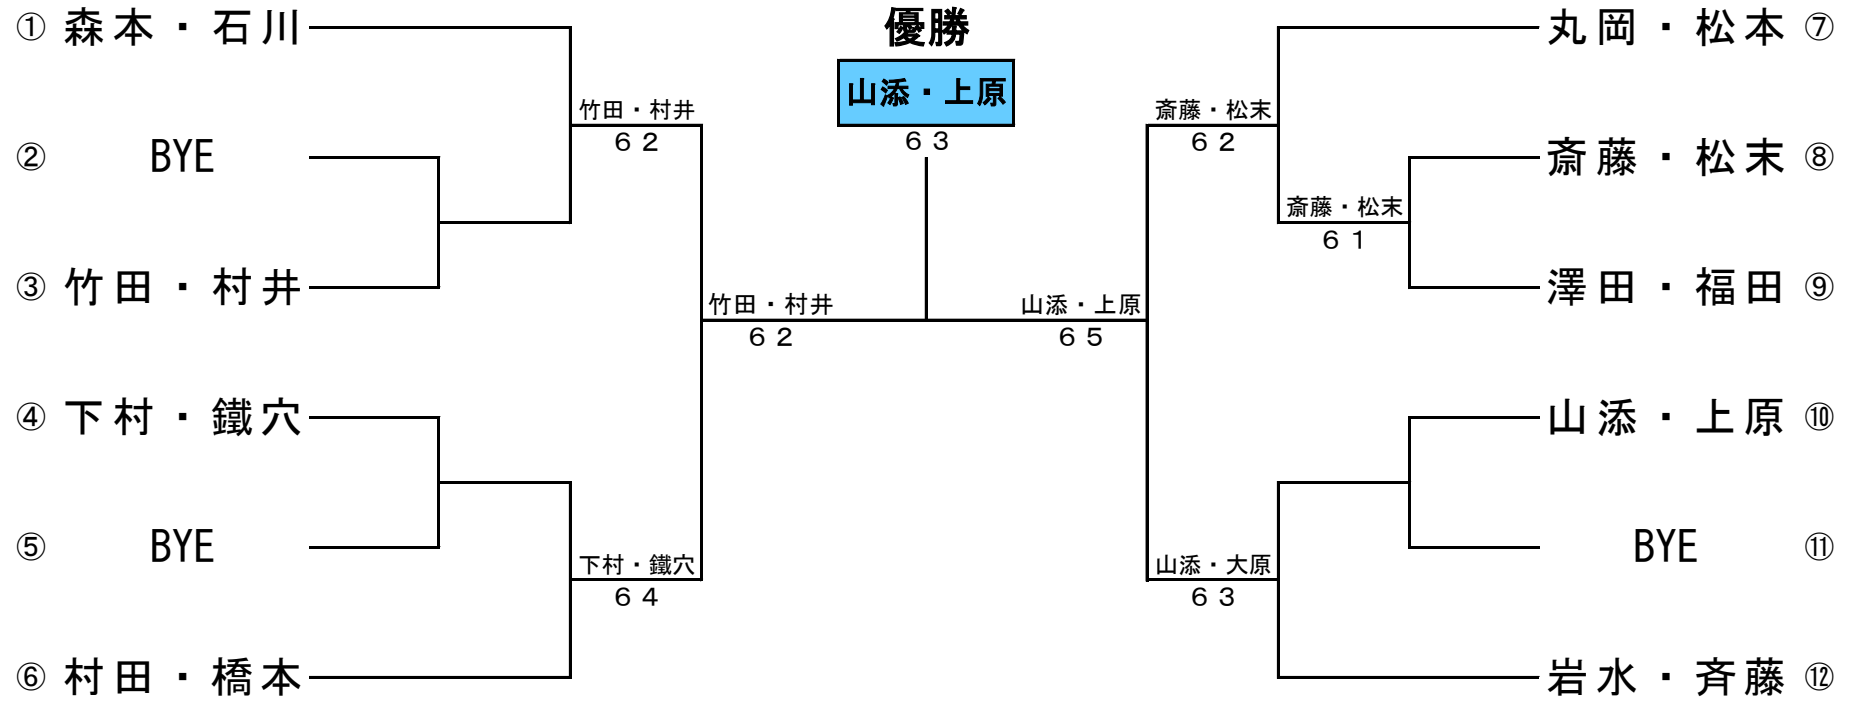 ① 森本・石川
優勝
丸岡・松本 ⑦
山添・上原
竹田・村井
斎藤・松末
６２
６３
６２
② BYE
斎藤・松末 ⑧
斎藤・松末
６１
③ 竹田・村井
澤田・福田 ⑨
竹田・村井
山添・上原
６２
６５
④ 下村・鐵穴
山添・上原 ⑩
⑤ BYE
BYE ⑪
下村・鐵穴
山添・大原
６４
６３
⑥ 村田・橋本
岩水・斉藤 ⑫